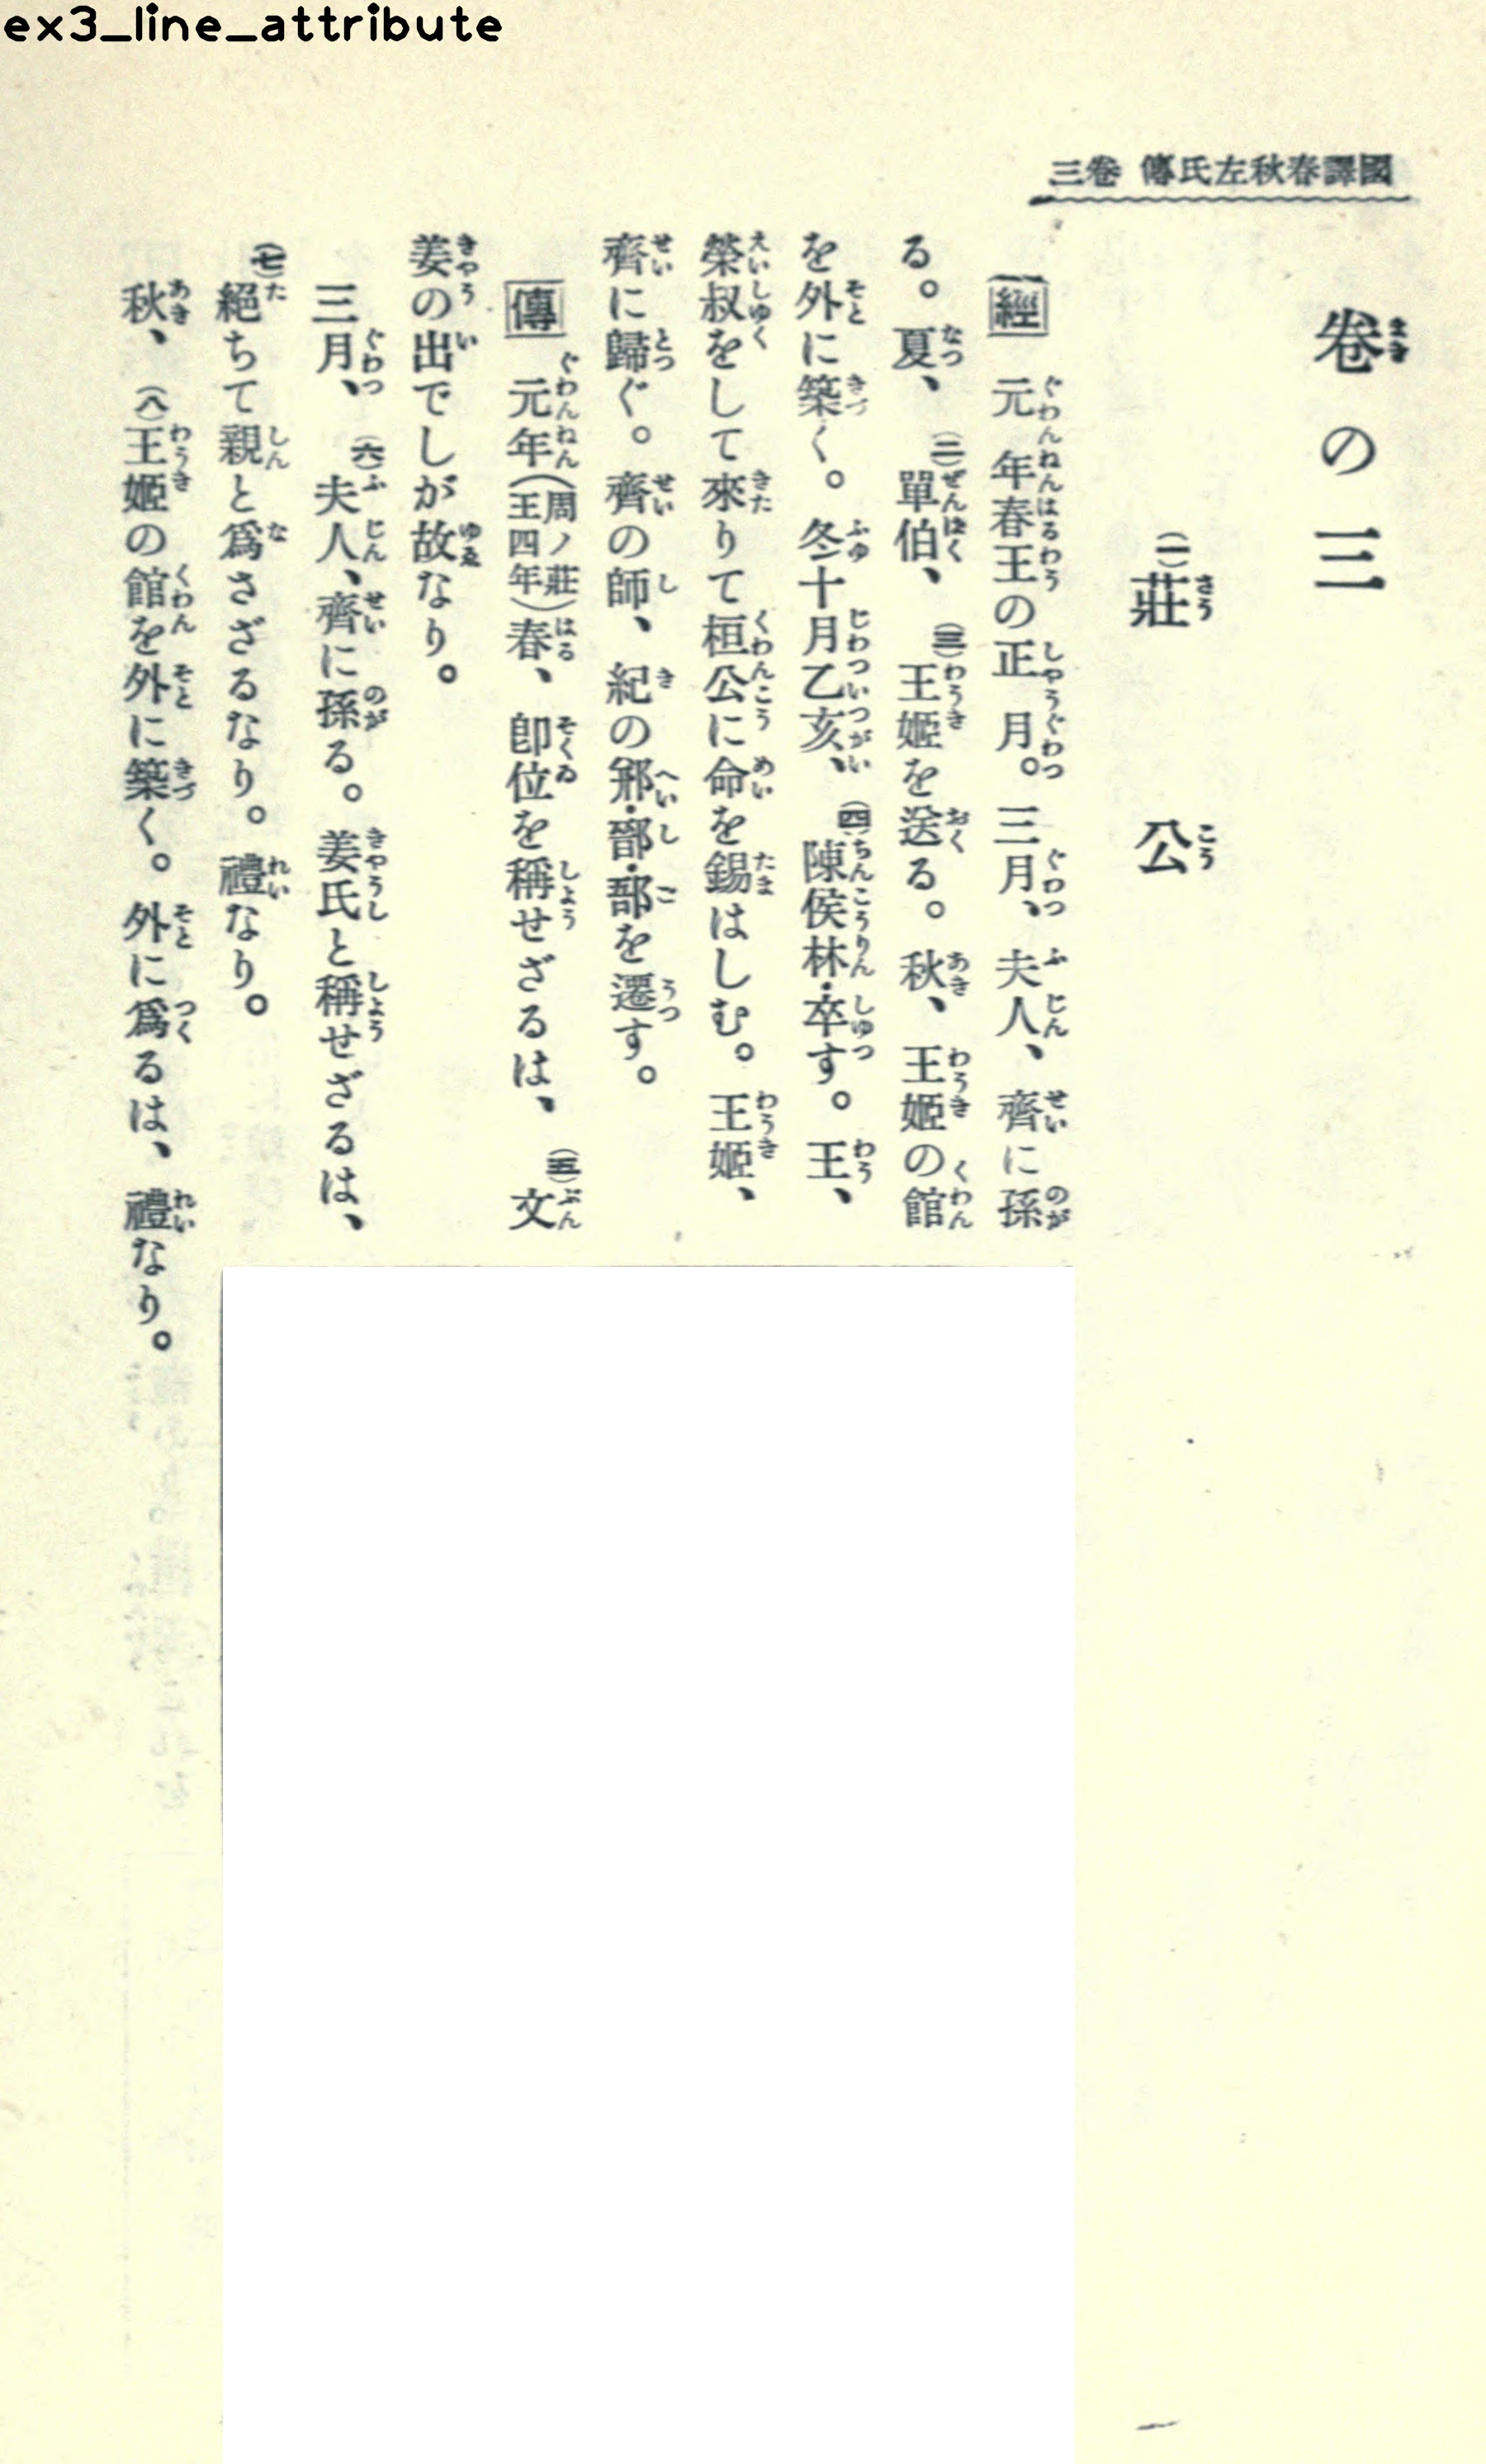 ex3_line_attribute
國譯春秋左氏傳 卷三
卷の三
(一)莊公
經 元年春王の正月。三月、夫人、齊に孫
る。夏、(二)單伯、(三)王姬を送る。秋、王姬の館
を外に築く。冬十月乙亥、(四)陳侯林・卒す。王、
榮叔をして來りて桓公に命を錫はしむ。王姬、
齊に歸ぐ。齊の師、紀の郱・鄑・郚を遷す。
傳 元年(周ノ莊王四年)春、卽位を稱せざるは、(五)文
姜の出でしが故なり。
三月、(六)夫人、齊に孫る。姜氏と稱せざるは、
(七)絕ちて親と爲さざるなり。禮なり。
秋、(八)王姬の館を外に築く。外に爲るは、禮なり。